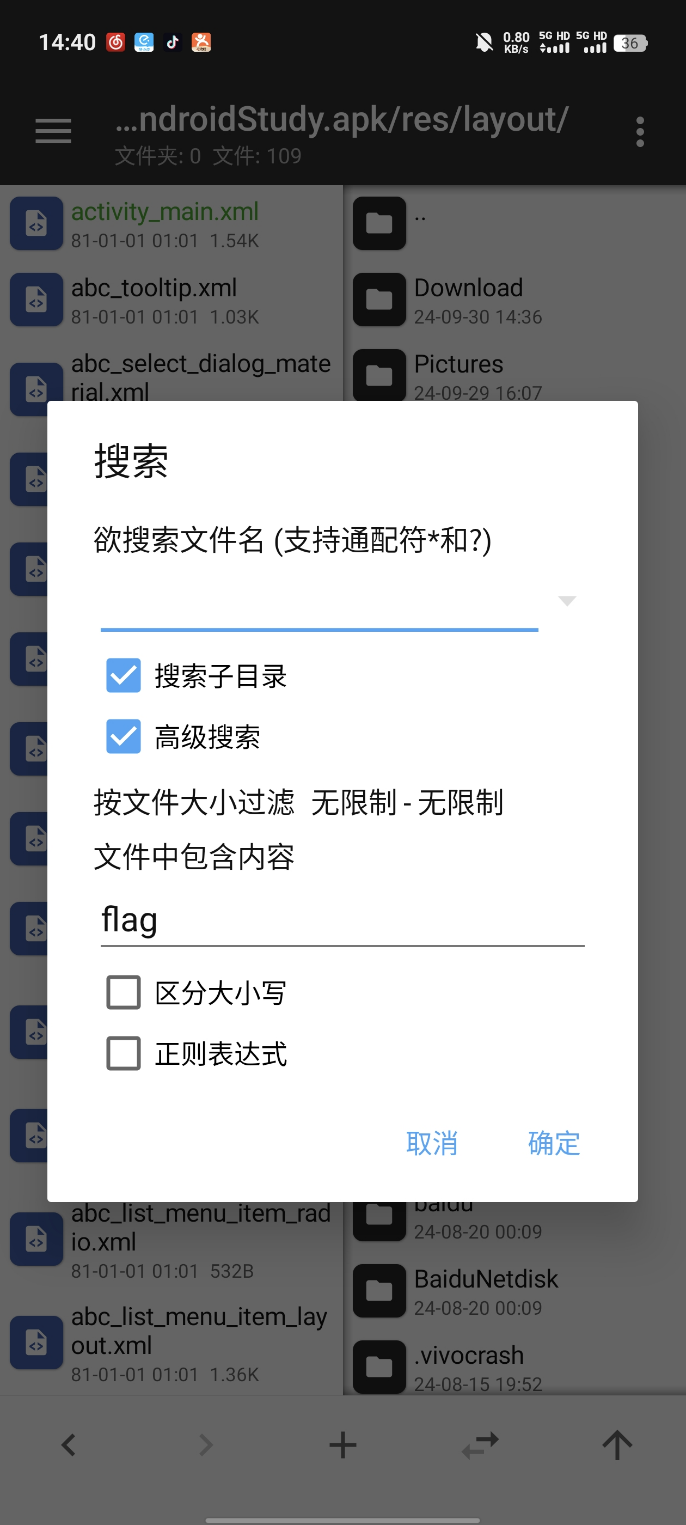 14:40
0.80 KB/s 5G HD 5G HD 36
...ndroidStudy.apk/res/layout/
文件夹: 0 文件: 109
activity_main.xml
81-01-01 01:01 1.54K
..
abc_tooltip.xml
81-01-01 01:01 1.03K
Download
24-09-30 14:36
abc_select_dialog_mate
rial.xml
Pictures
24-09-29 16:07
搜索
欲搜索文件名 (支持通配符*和?)
搜索子目录
高级搜索
按文件大小过滤 无限制 - 无限制
文件中包含内容
flag
区分大小写
正则表达式
取消 确定
abc_list_menu_item_rad
io.xml
81-01-01 01:01 532B
baidu
24-08-20 00:09
BaiduNetdisk
24-08-20 00:09
abc_list_menu_item_lay
out.xml
81-01-01 01:01 1.36K
.vivocrash
24-08-15 19:52